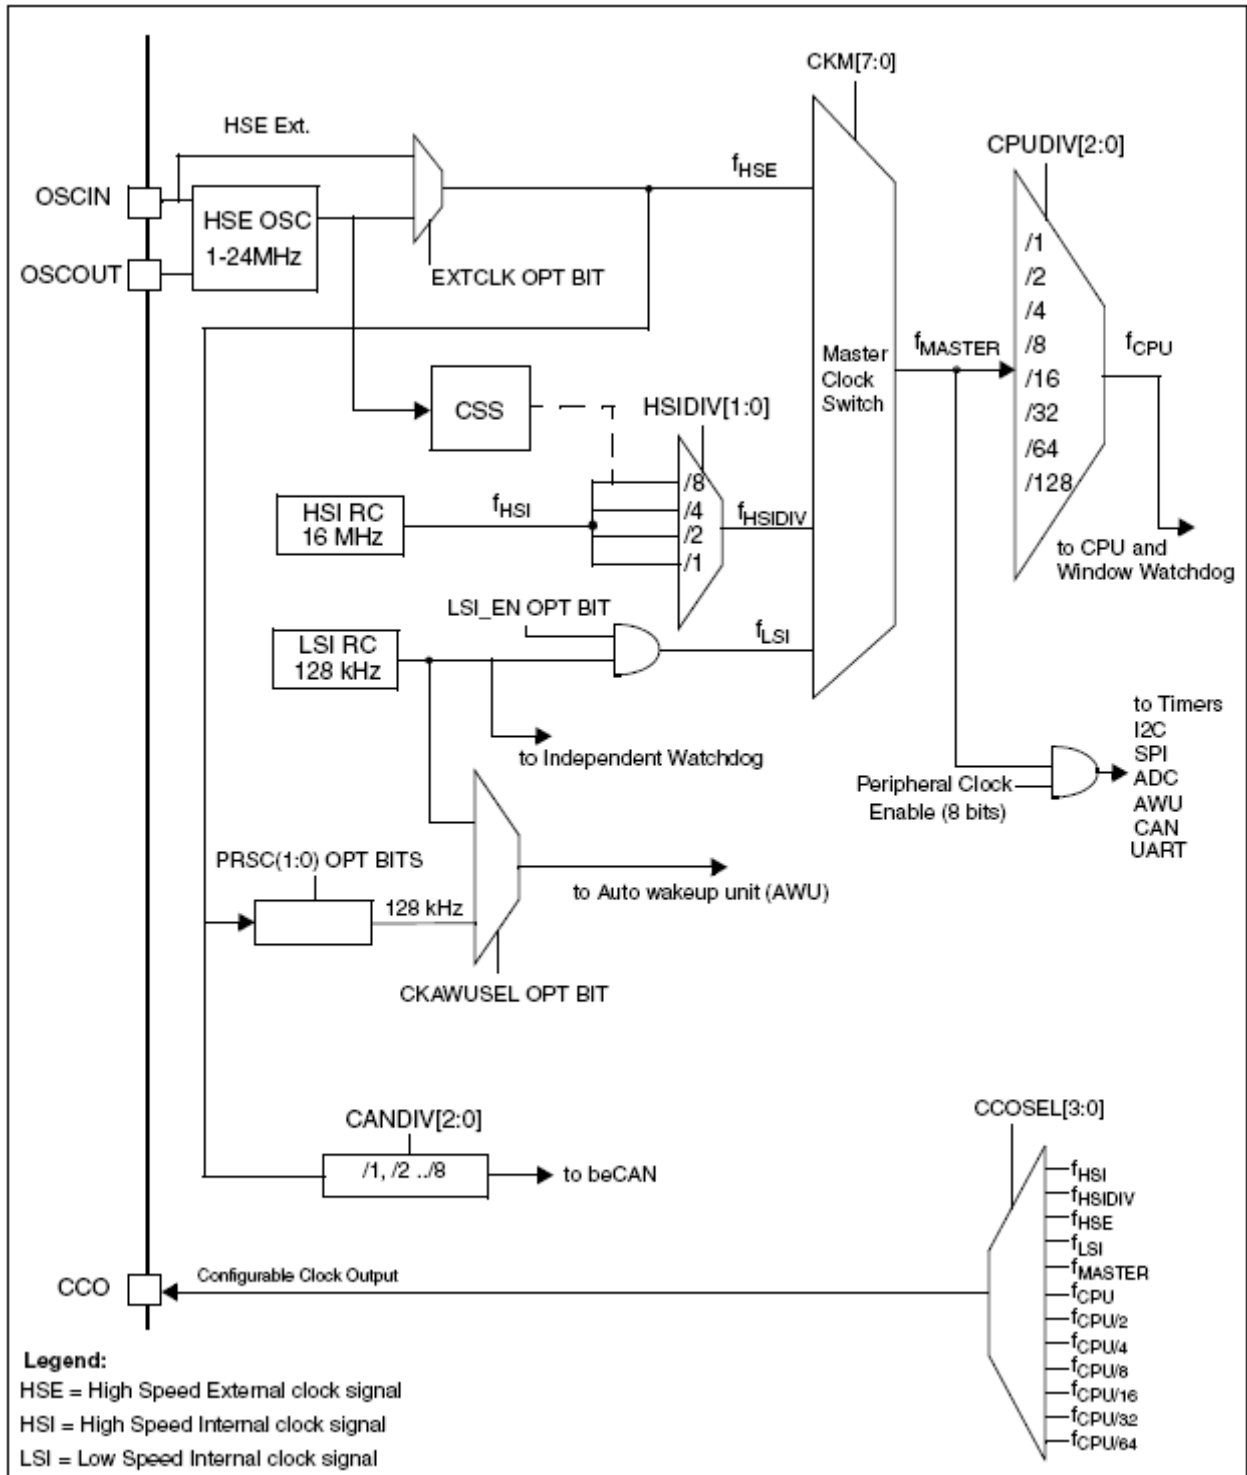 CKM[7:0]
HSE Ext.
CPUDIV[2:0]
fHSE
OSCIN
HSE OSC
1-24MHz
OSCOUT
EXTCLK OPT BIT
/1
/2
/4
/8
/16
/32
/64
/128
Master
Clock
Switch
fMASTER
fCPU
CSS
HSIDIV[1:0]
/8
/4
/2
/1
HSI RC
16 MHz
fHSI
fHSIDIV
to CPU and
Window Watchdog
LSI_EN OPT BIT
LSI RC
128 kHz
fLSI
to Independent Watchdog
to Timers
I2C
SPI
ADC
AWU
CAN
UART
Peripheral Clock
Enable (8 bits)
PRSC(1:0) OPT BITS
128 kHz
to Auto wakeup unit (AWU)
CKAWUSEL OPT BIT
CANDIV[2:0]
/1, /2 ../8
to beCAN
CCOSEL[3:0]
fHSI
fHSIDIV
fHSE
fLSI
fMASTER
fCPU
fCPU/2
fCPU/4
fCPU/8
fCPU/16
fCPU/32
fCPU/64
CCO
Configurable Clock Output
Legend:
HSE = High Speed External clock signal
HSI = High Speed Internal clock signal
LSI = Low Speed Internal clock signal